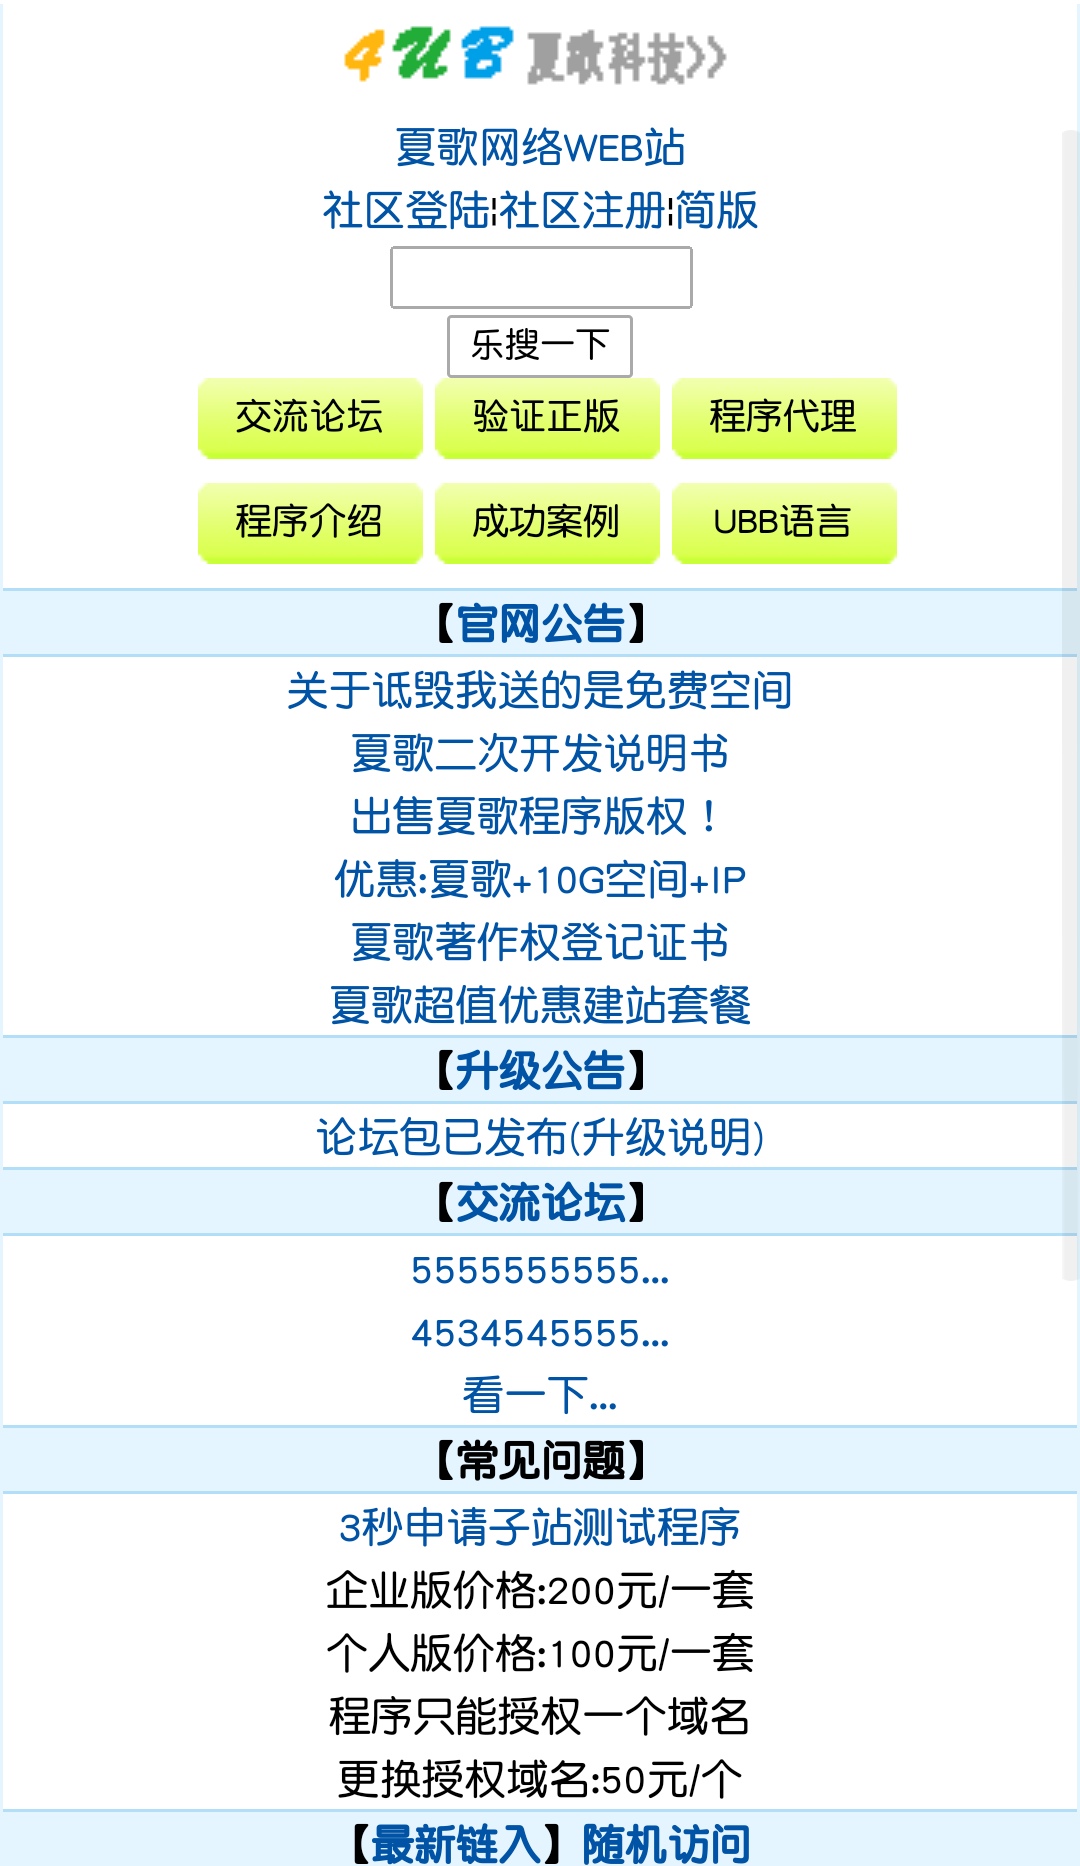 4UB 夏歌科技>>
夏歌网络WEB站
社区登陆¦社区注册¦简版
乐搜一下
交流论坛 验证正版 程序代理
程序介绍 成功案例 UBB语言
【官网公告】
关于诋毁我送的是免费空间
夏歌二次开发说明书
出售夏歌程序版权！
优惠:夏歌+10G空间+IP
夏歌著作权登记证书
夏歌超值优惠建站套餐
【升级公告】
论坛包已发布(升级说明)
【交流论坛】
5555555555...
4534545555...
看一下...
【常见问题】
3秒申请子站测试程序
企业版价格:200元/一套
个人版价格:100元/一套
程序只能授权一个域名
更换授权域名:50元/个
【最新链入】随机访问